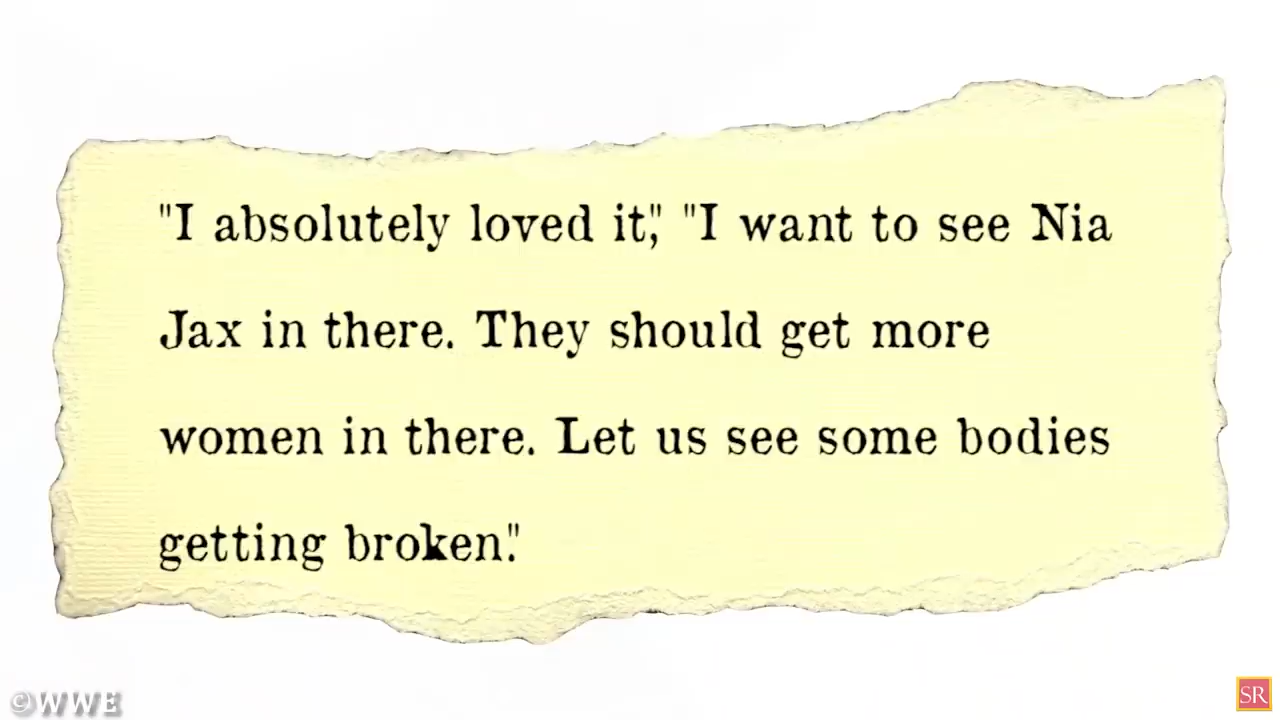 "I absolutely loved it," "I want to see Nia
Jax in there. They should get more
women in there. Let us see some bodies
getting broken."
©WWE
SR